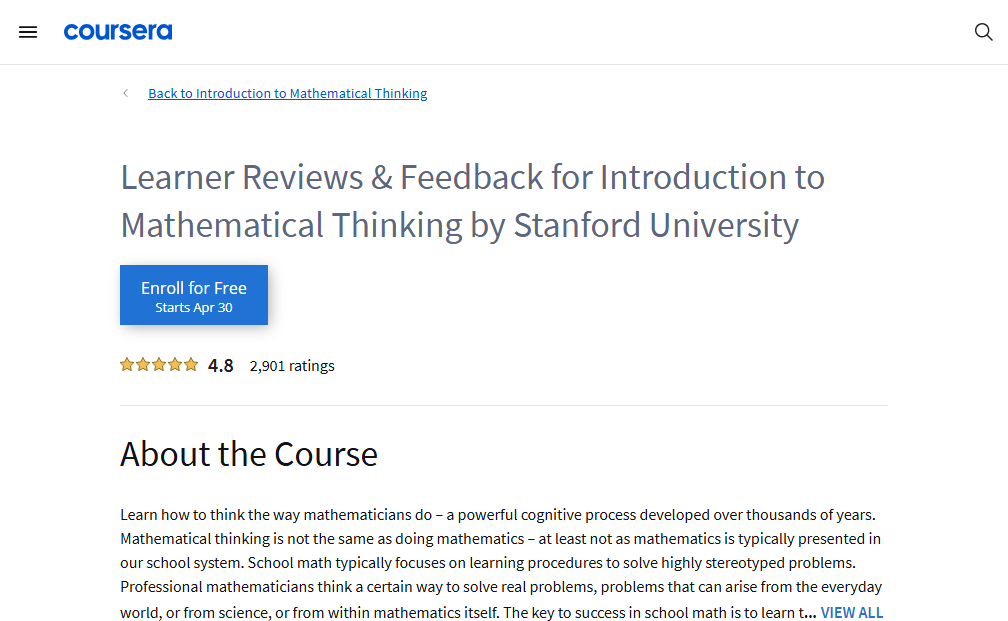 coursera
Back to Introduction to Mathematical Thinking
Learner Reviews & Feedback for Introduction to
Mathematical Thinking by Stanford University
Enroll for Free
Starts Apr 30
4.8 2,901 ratings
About the Course
Learn how to think the way mathematicians do – a powerful cognitive process developed over thousands of years.
Mathematical thinking is not the same as doing mathematics – at least not as mathematics is typically presented in
our school system. School math typically focuses on learning procedures to solve highly stereotyped problems.
Professional mathematicians think a certain way to solve real problems, problems that can arise from the everyday
world, or from science, or from within mathematics itself. The key to success in school math is to learn t... VIEW ALL